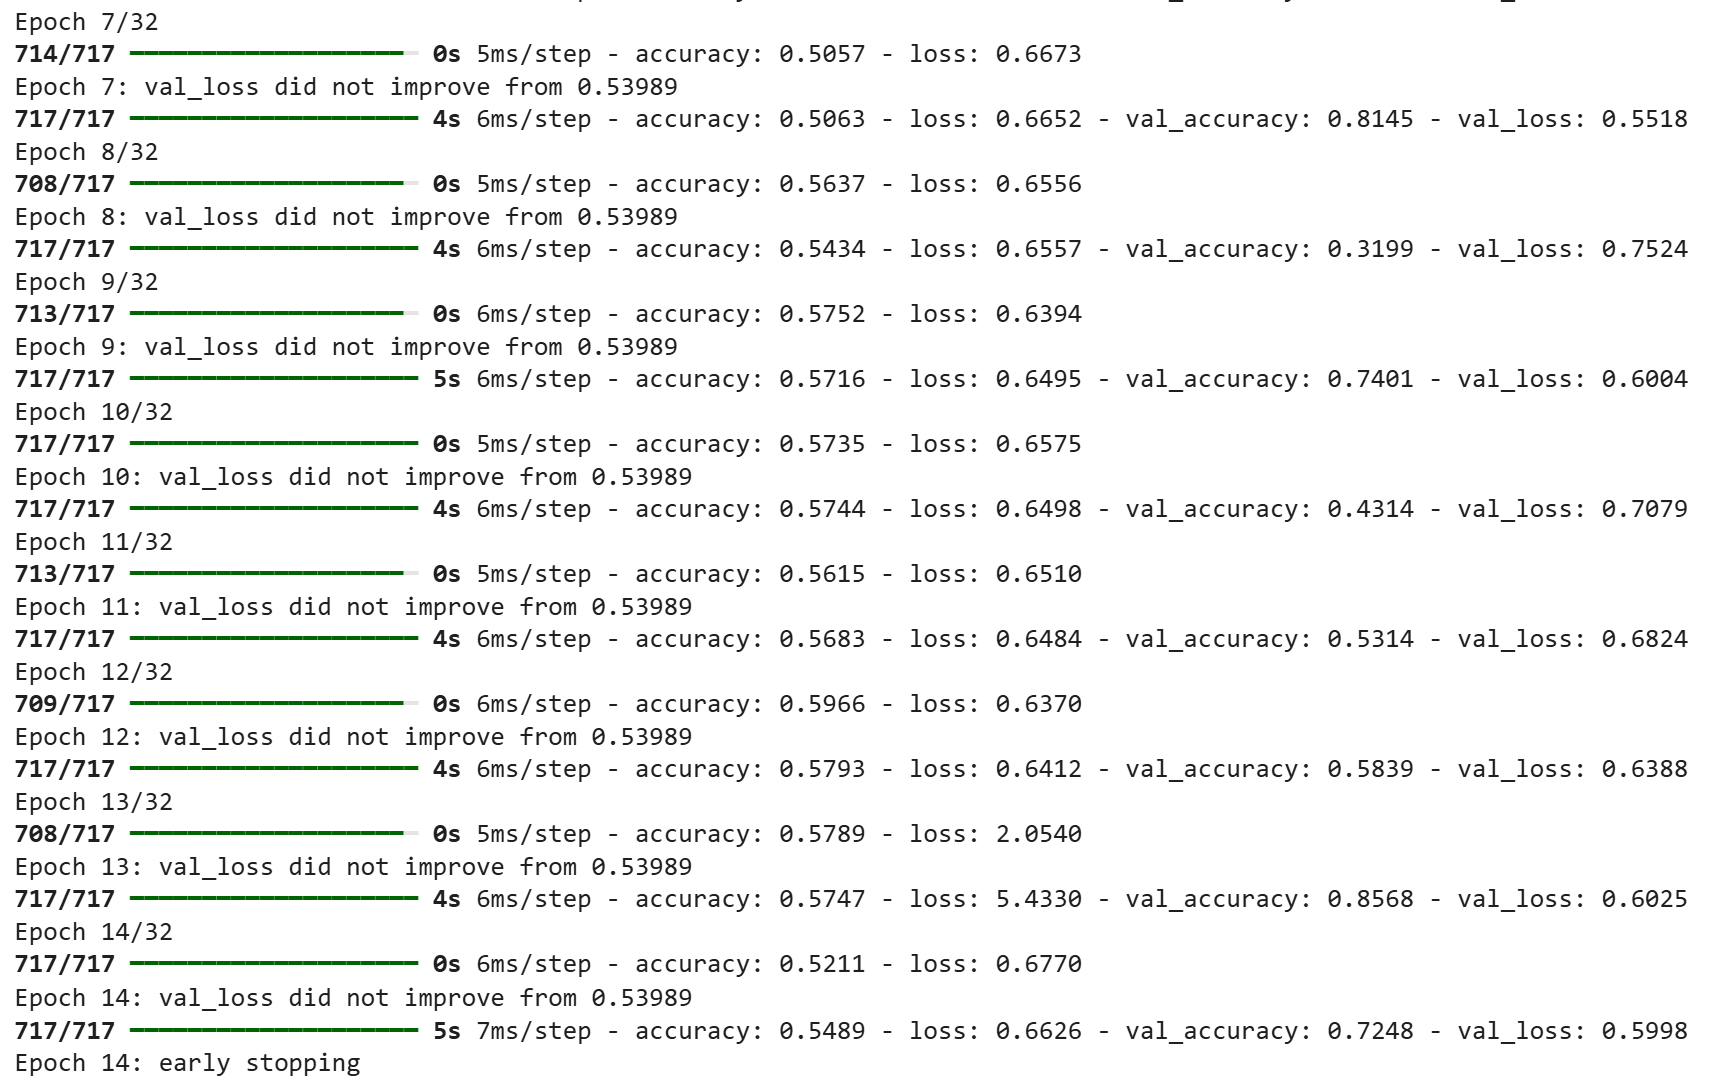 Epoch 7/32
714/717 ━━━━━━━━━━━━━━━━━━━━ 0s 5ms/step - accuracy: 0.5057 - loss: 0.6673
Epoch 7: val_loss did not improve from 0.53989
717/717 ━━━━━━━━━━━━━━━━━━━━ 4s 6ms/step - accuracy: 0.5063 - loss: 0.6652 - val_accuracy: 0.8145 - val_loss: 0.5518
Epoch 8/32
708/717 ━━━━━━━━━━━━━━━━━━━━ 0s 5ms/step - accuracy: 0.5637 - loss: 0.6556
Epoch 8: val_loss did not improve from 0.53989
717/717 ━━━━━━━━━━━━━━━━━━━━ 4s 6ms/step - accuracy: 0.5434 - loss: 0.6557 - val_accuracy: 0.3199 - val_loss: 0.7524
Epoch 9/32
713/717 ━━━━━━━━━━━━━━━━━━━━ 0s 6ms/step - accuracy: 0.5752 - loss: 0.6394
Epoch 9: val_loss did not improve from 0.53989
717/717 ━━━━━━━━━━━━━━━━━━━━ 5s 6ms/step - accuracy: 0.5716 - loss: 0.6495 - val_accuracy: 0.7401 - val_loss: 0.6004
Epoch 10/32
717/717 ━━━━━━━━━━━━━━━━━━━━ 0s 5ms/step - accuracy: 0.5735 - loss: 0.6575
Epoch 10: val_loss did not improve from 0.53989
717/717 ━━━━━━━━━━━━━━━━━━━━ 4s 6ms/step - accuracy: 0.5744 - loss: 0.6498 - val_accuracy: 0.4314 - val_loss: 0.7079
Epoch 11/32
713/717 ━━━━━━━━━━━━━━━━━━━━ 0s 5ms/step - accuracy: 0.5615 - loss: 0.6510
Epoch 11: val_loss did not improve from 0.53989
717/717 ━━━━━━━━━━━━━━━━━━━━ 4s 6ms/step - accuracy: 0.5683 - loss: 0.6484 - val_accuracy: 0.5314 - val_loss: 0.6824
Epoch 12/32
709/717 ━━━━━━━━━━━━━━━━━━━━ 0s 6ms/step - accuracy: 0.5966 - loss: 0.6370
Epoch 12: val_loss did not improve from 0.53989
717/717 ━━━━━━━━━━━━━━━━━━━━ 4s 6ms/step - accuracy: 0.5793 - loss: 0.6412 - val_accuracy: 0.5839 - val_loss: 0.6388
Epoch 13/32
708/717 ━━━━━━━━━━━━━━━━━━━━ 0s 5ms/step - accuracy: 0.5789 - loss: 2.0540
Epoch 13: val_loss did not improve from 0.53989
717/717 ━━━━━━━━━━━━━━━━━━━━ 4s 6ms/step - accuracy: 0.5747 - loss: 5.4330 - val_accuracy: 0.8568 - val_loss: 0.6025
Epoch 14/32
717/717 ━━━━━━━━━━━━━━━━━━━━ 0s 6ms/step - accuracy: 0.5211 - loss: 0.6770
Epoch 14: val_loss did not improve from 0.53989
717/717 ━━━━━━━━━━━━━━━━━━━━ 5s 7ms/step - accuracy: 0.5489 - loss: 0.6626 - val_accuracy: 0.7248 - val_loss: 0.5998
Epoch 14: early stopping